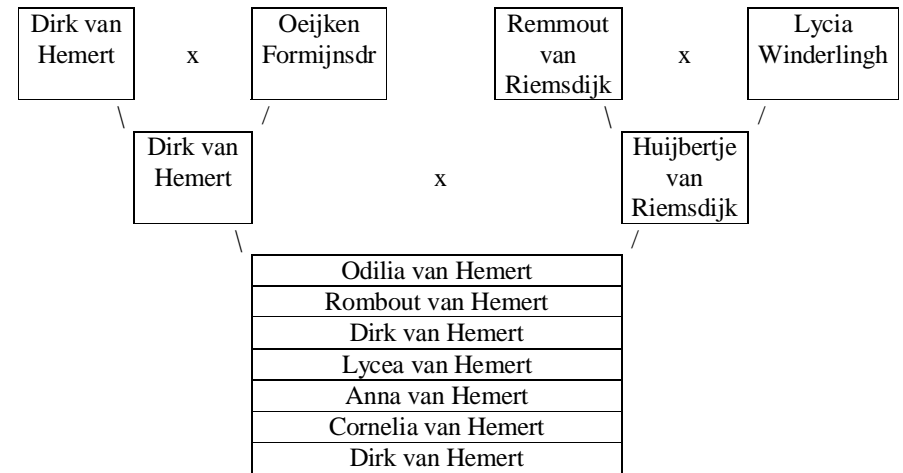 Dirk van
Hemert
x
Oeijken
Formijnsdr
Remmout
van
Riemsdijk
x
Lycia
Winderlingh
Dirk van
Hemert
x
Huijbertje
van
Riemsdijk
Odilia van Hemert
Rombout van Hemert
Dirk van Hemert
Lycea van Hemert
Anna van Hemert
Cornelia van Hemert
Dirk van Hemert